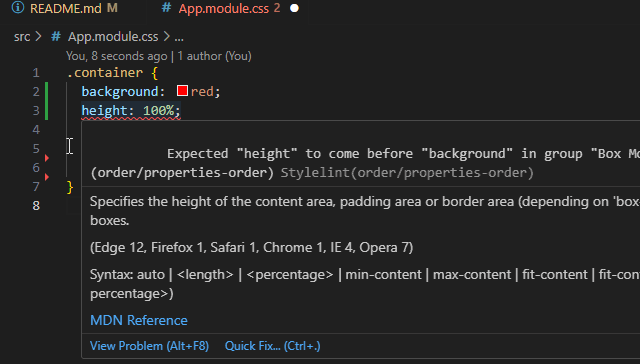 README.md M App.module.css 2
src > App.module.css > ...
You, 8 seconds ago | 1 author (You)
1 .container {
2 background: red;
3 height: 100%;
4
5
6
7 }
8
Expected "height" to come before "background" in group "Box Mo
(order/properties-order) Stylelint(order/properties-order)
Specifies the height of the content area, padding area or border area (depending on 'box
boxes.
(Edge 12, Firefox 1, Safari 1, Chrome 1, IE 4, Opera 7)
Syntax: auto | <length> | <percentage> | min-content | max-content | fit-content | fit-cont
percentage>)
MDN Reference
View Problem (Alt+F8) Quick Fix... (Ctrl+.)